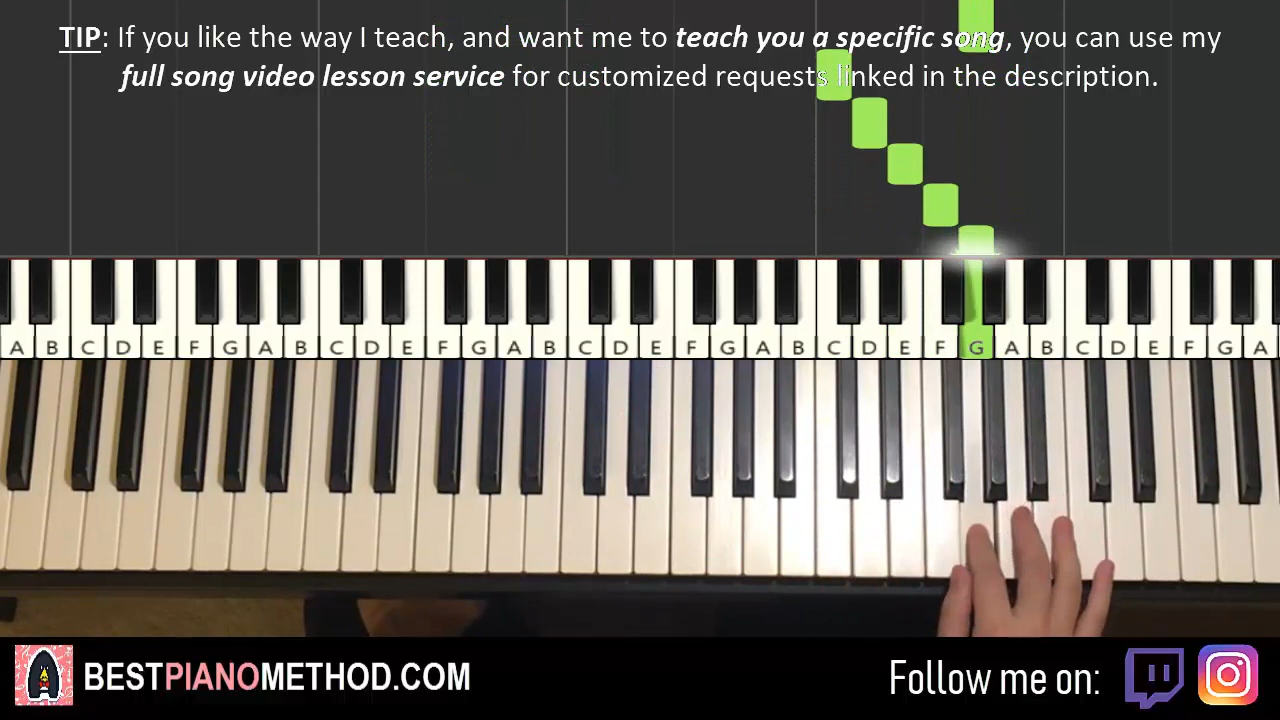 TIP: If you like the way I teach, and want me to teach you a specific song, you can use my
full song video lesson service for customized requests linked in the description.
A B C D E F G A B C D E F G A B C D E F G A B C D E F G A B C D E F G A
BESTPIANOMETHOD.COM
Follow me on: